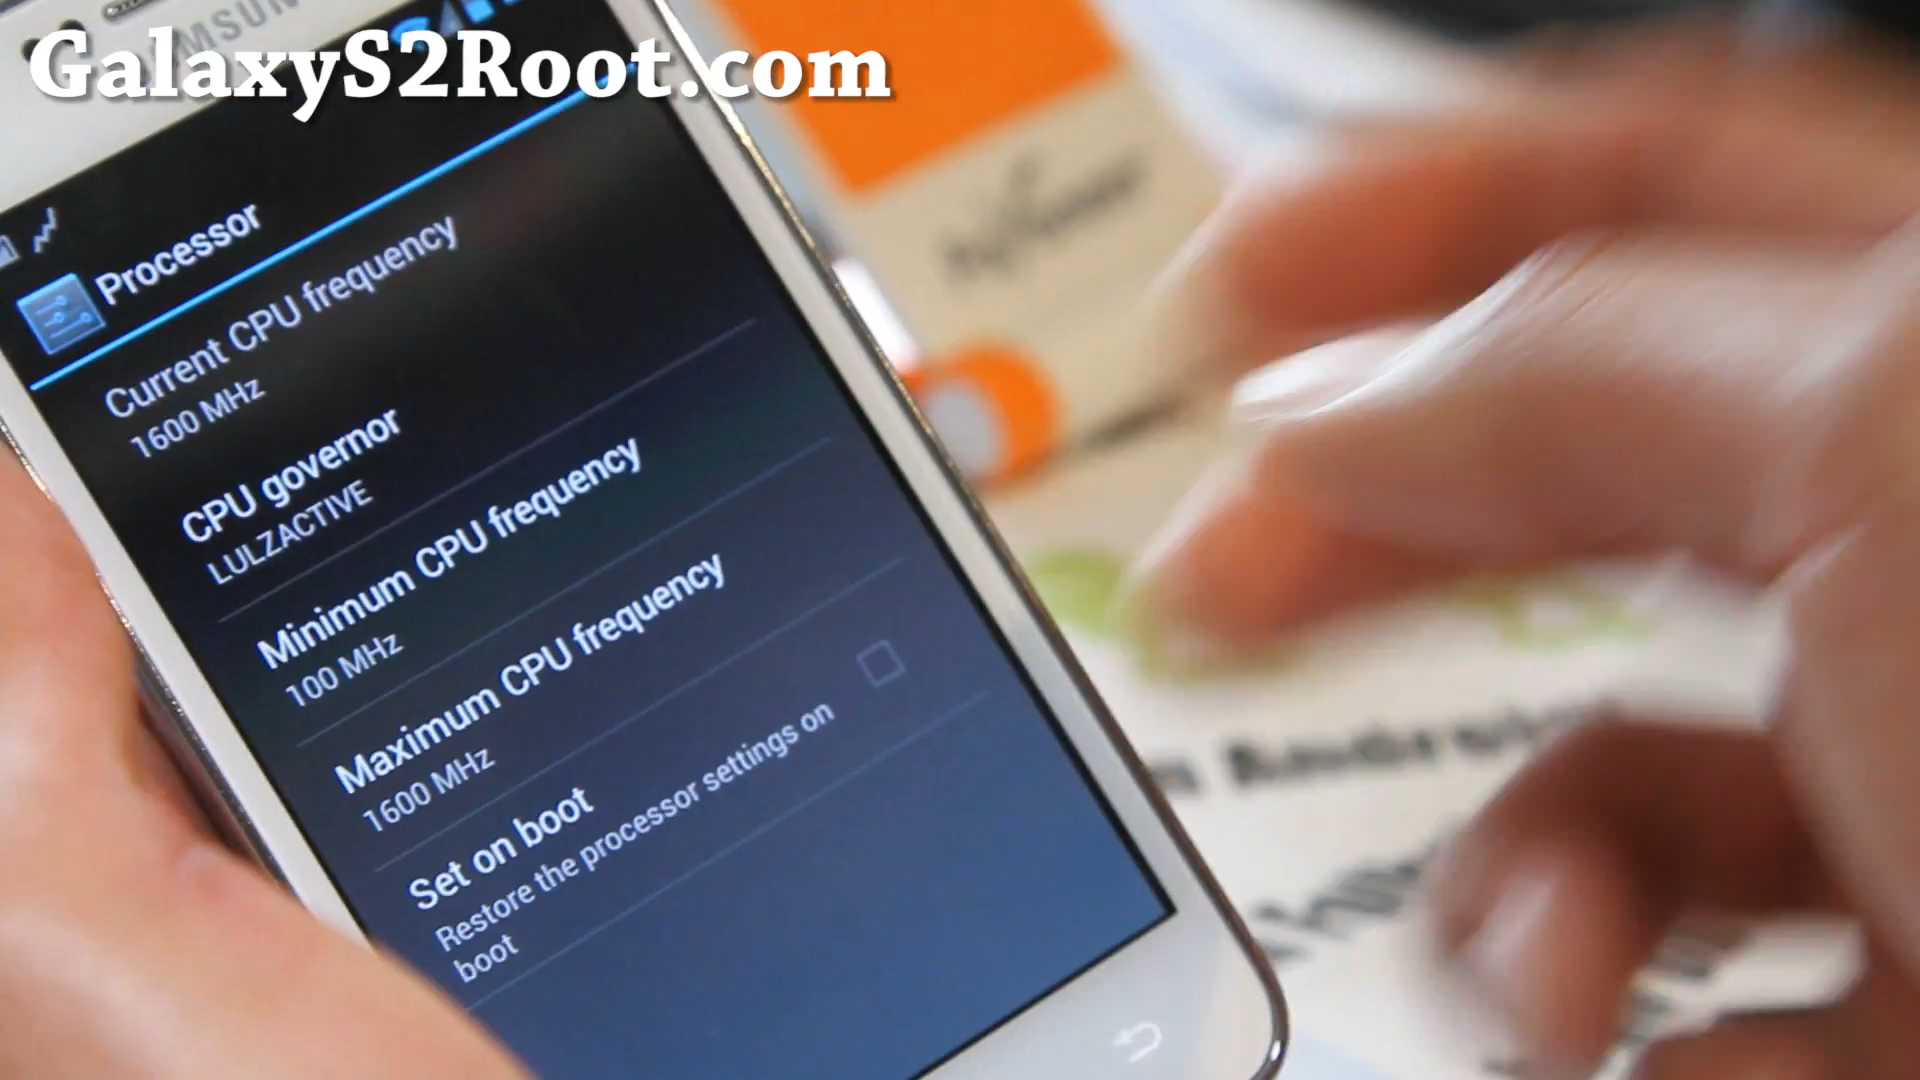 GalaxyS2Root.com
SAMSUNG
Processor
Current CPU frequency
1600 MHz
CPU governor
LULZACTIVE
Minimum CPU frequency
100 MHz
Maximum CPU frequency
1600 MHz
Set on boot
Restore the processor settings on
boot